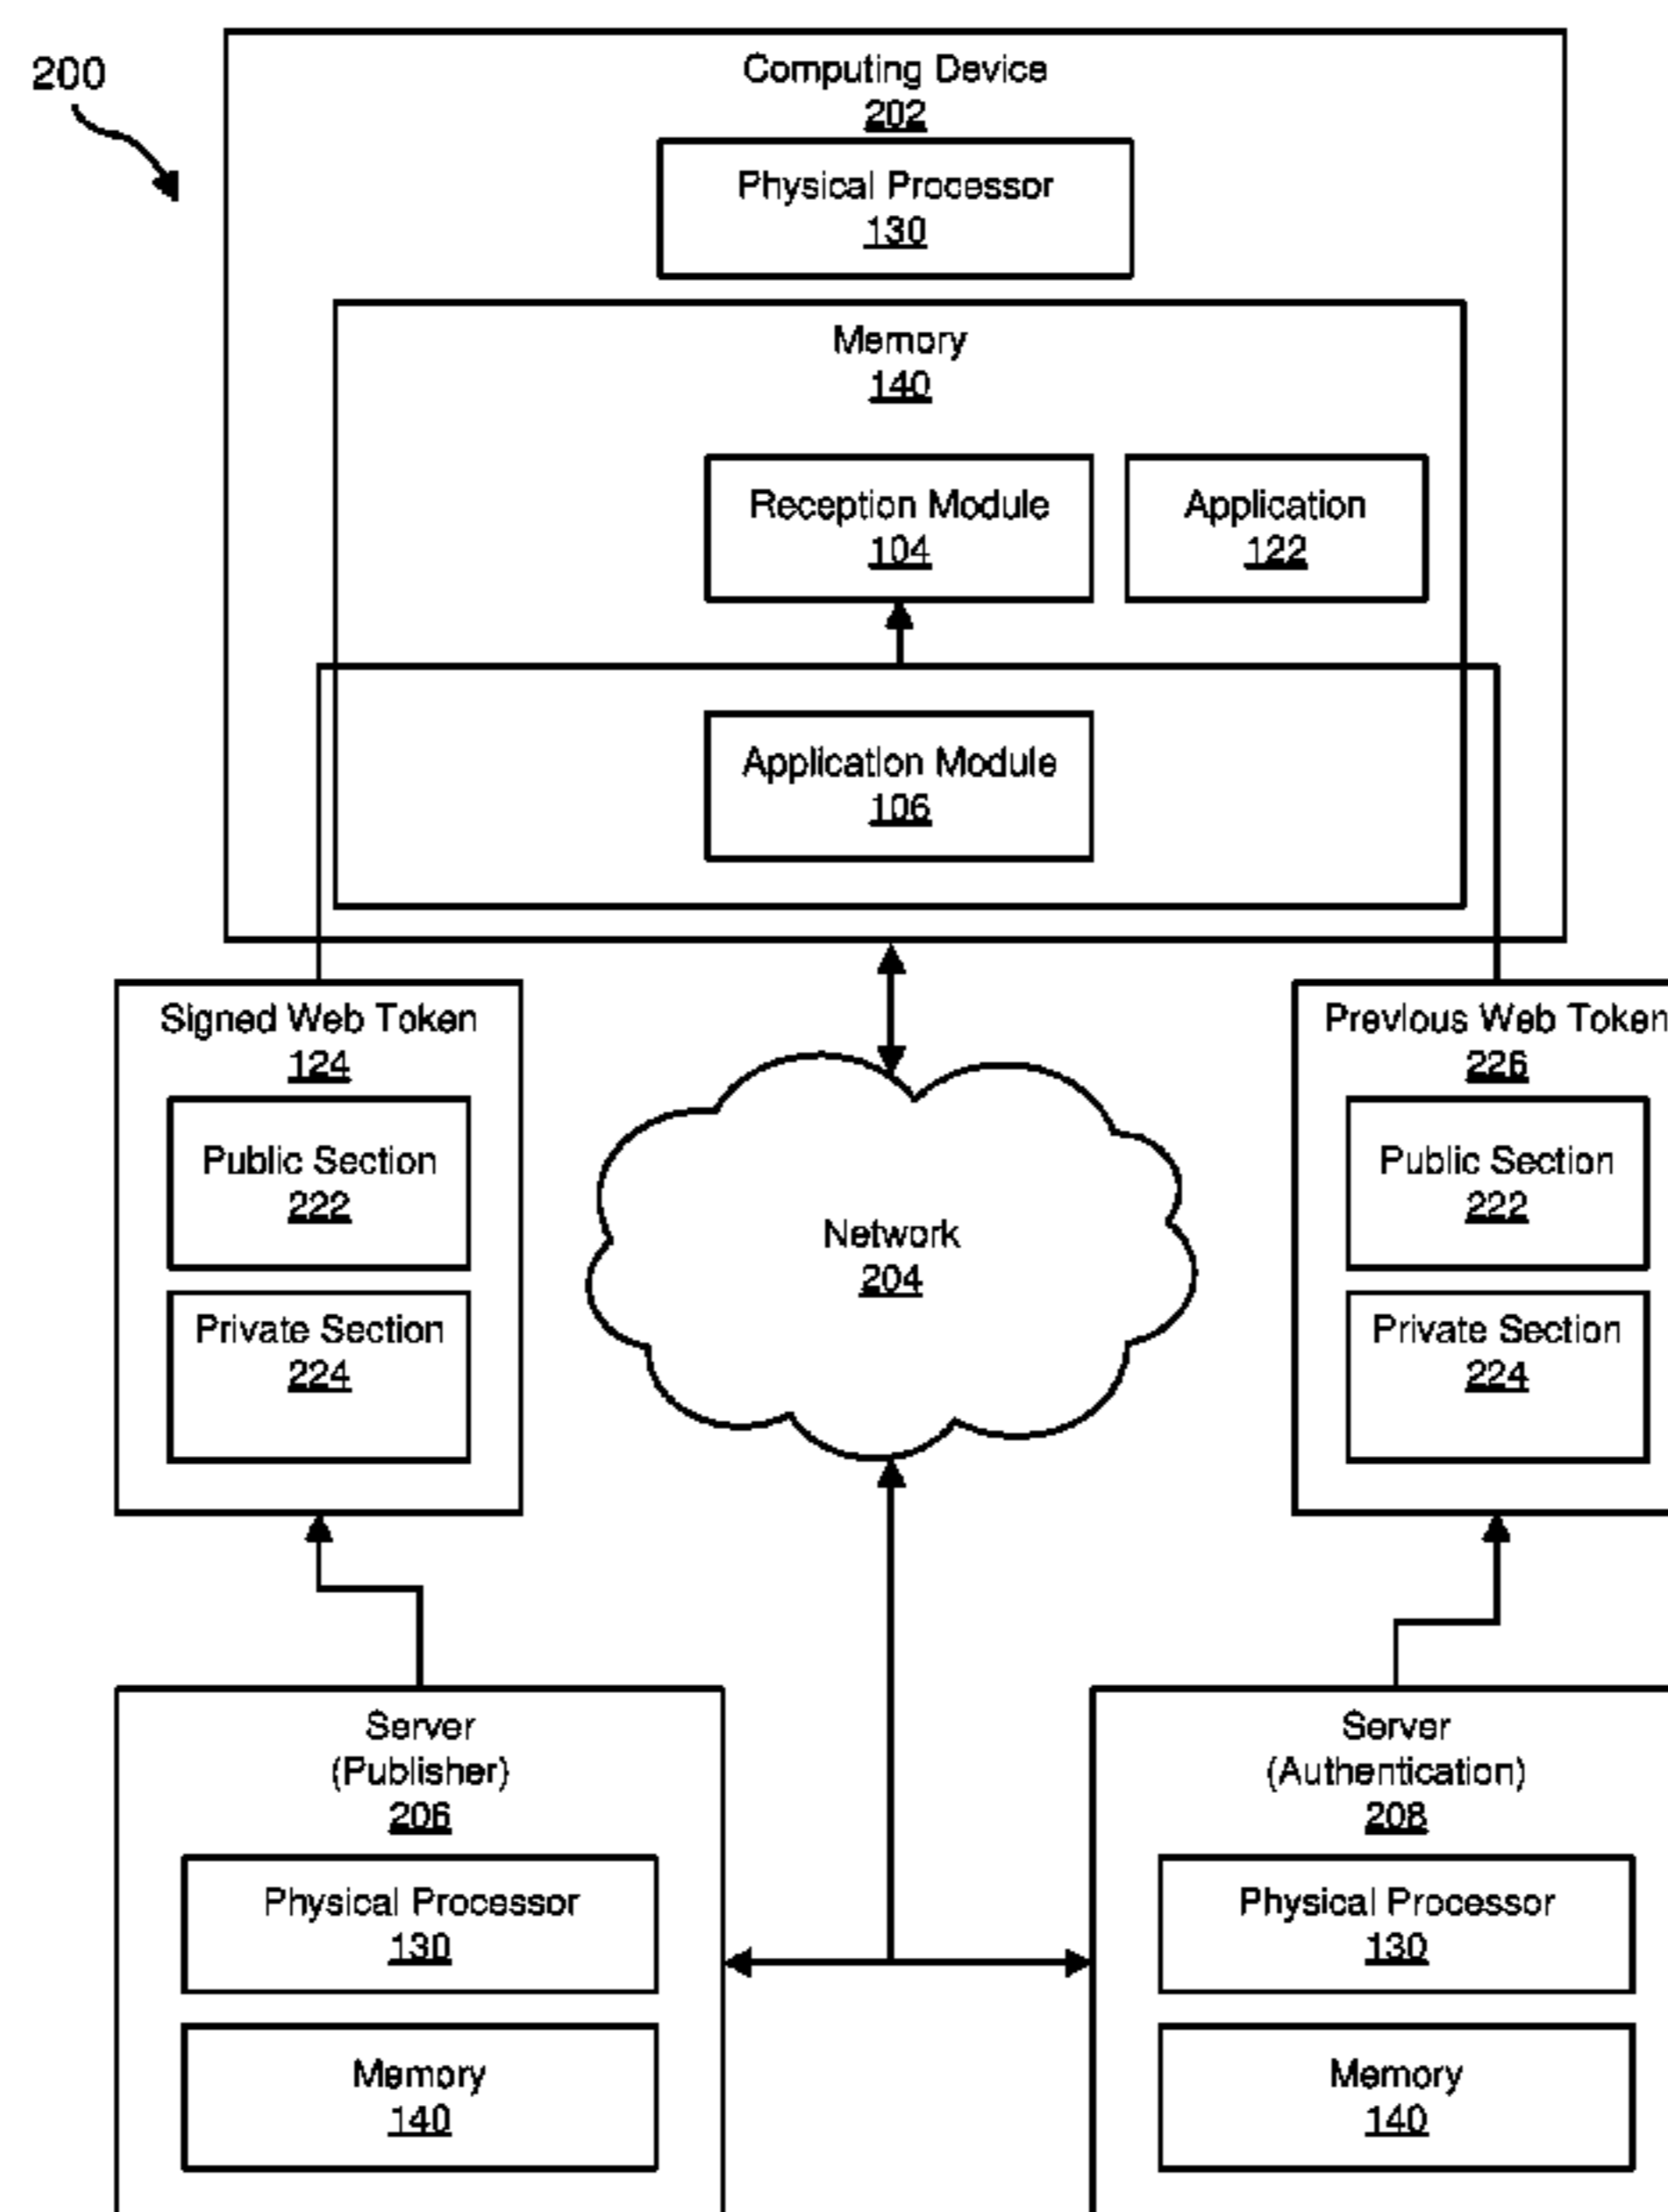 200
Computing Device
202
Physical Processor
130
Memory
140
Reception Module
104
Application
122
Application Module
106
Signed Web Token
124
Public Section
222
Private Section
224
Network
204
Previous Web Token
226
Public Section
222
Private Section
224
Server
(Publisher)
206
Physical Processor
130
Memory
140
Server
(Authentication)
208
Physical Processor
130
Memory
140